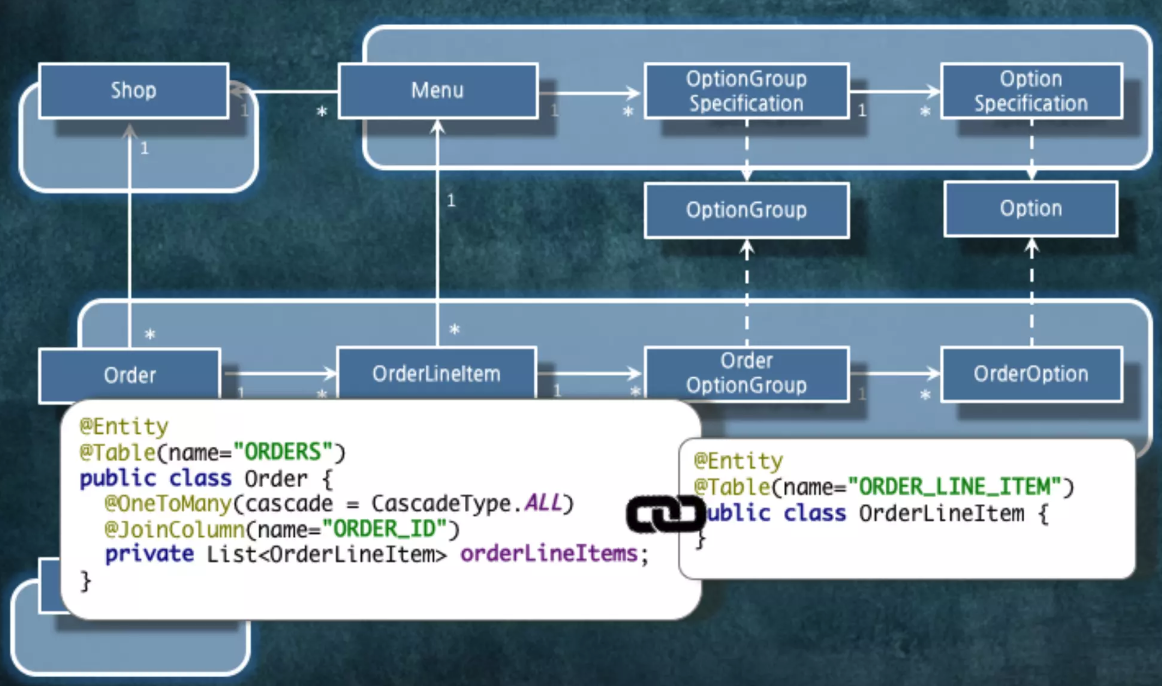 Shop
Menu
OptionGroup
Specification
Option
Specification
1
*
1
*
1
*
1
1
OptionGroup
Option
*
*
Order
OrderLineItem
Order
OptionGroup
OrderOption
1
*
1
*
1
*
@Entity
@Table(name="ORDERS")
public class Order {
@OneToMany(cascade = CascadeType.ALL)
@JoinColumn(name="ORDER_ID")
private List<OrderLineItem> orderLineItems;
}
@Entity
@Table(name="ORDER_LINE_ITEM")
public class OrderLineItem {
}